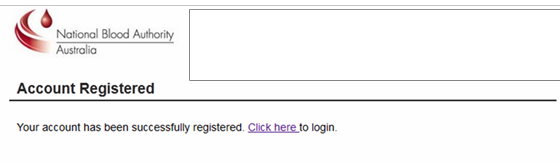 National Blood Authority
Australia
Account Registered
Your account has been successfully registered. Click here to login.